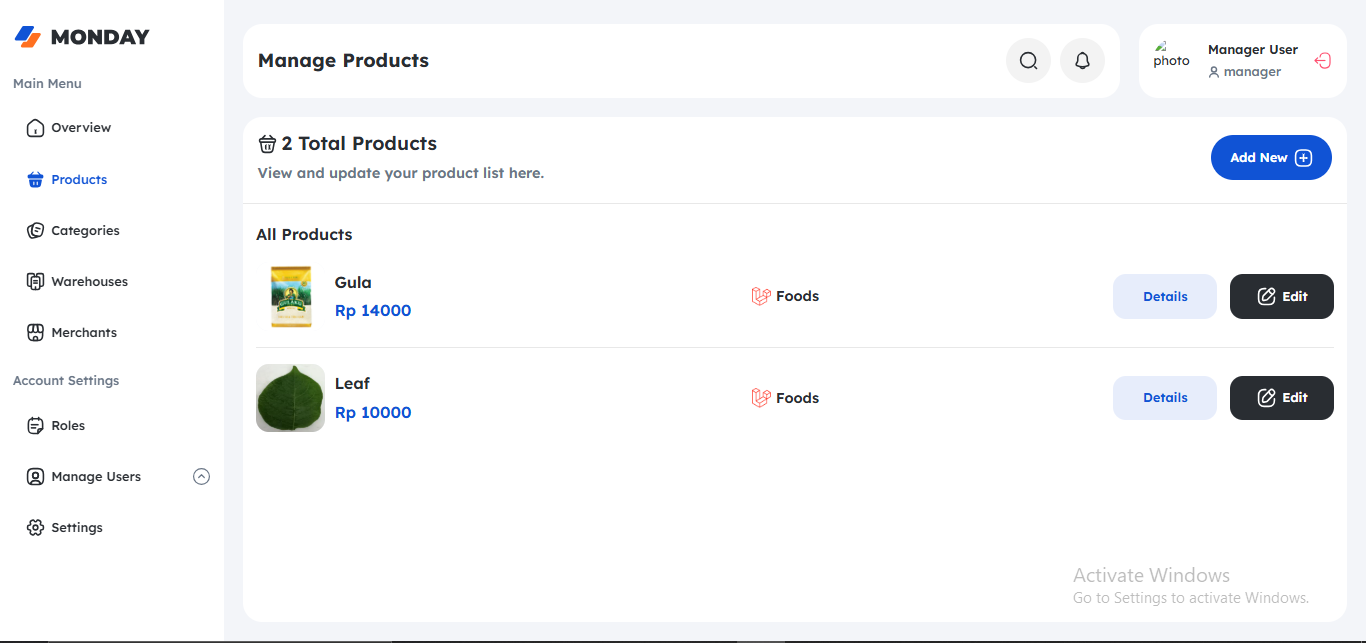 MONDAY
Main Menu
Overview
Products
Categories
Warehouses
Merchants
Account Settings
Roles
Manage Users
Settings
Manage Products
photo
Manager User
manager
2 Total Products
View and update your product list here.
Add New
All Products
Gula
Rp 14000
Foods
Details
Edit
Leaf
Rp 10000
Foods
Details
Edit
Activate Windows
Go to Settings to activate Windows.